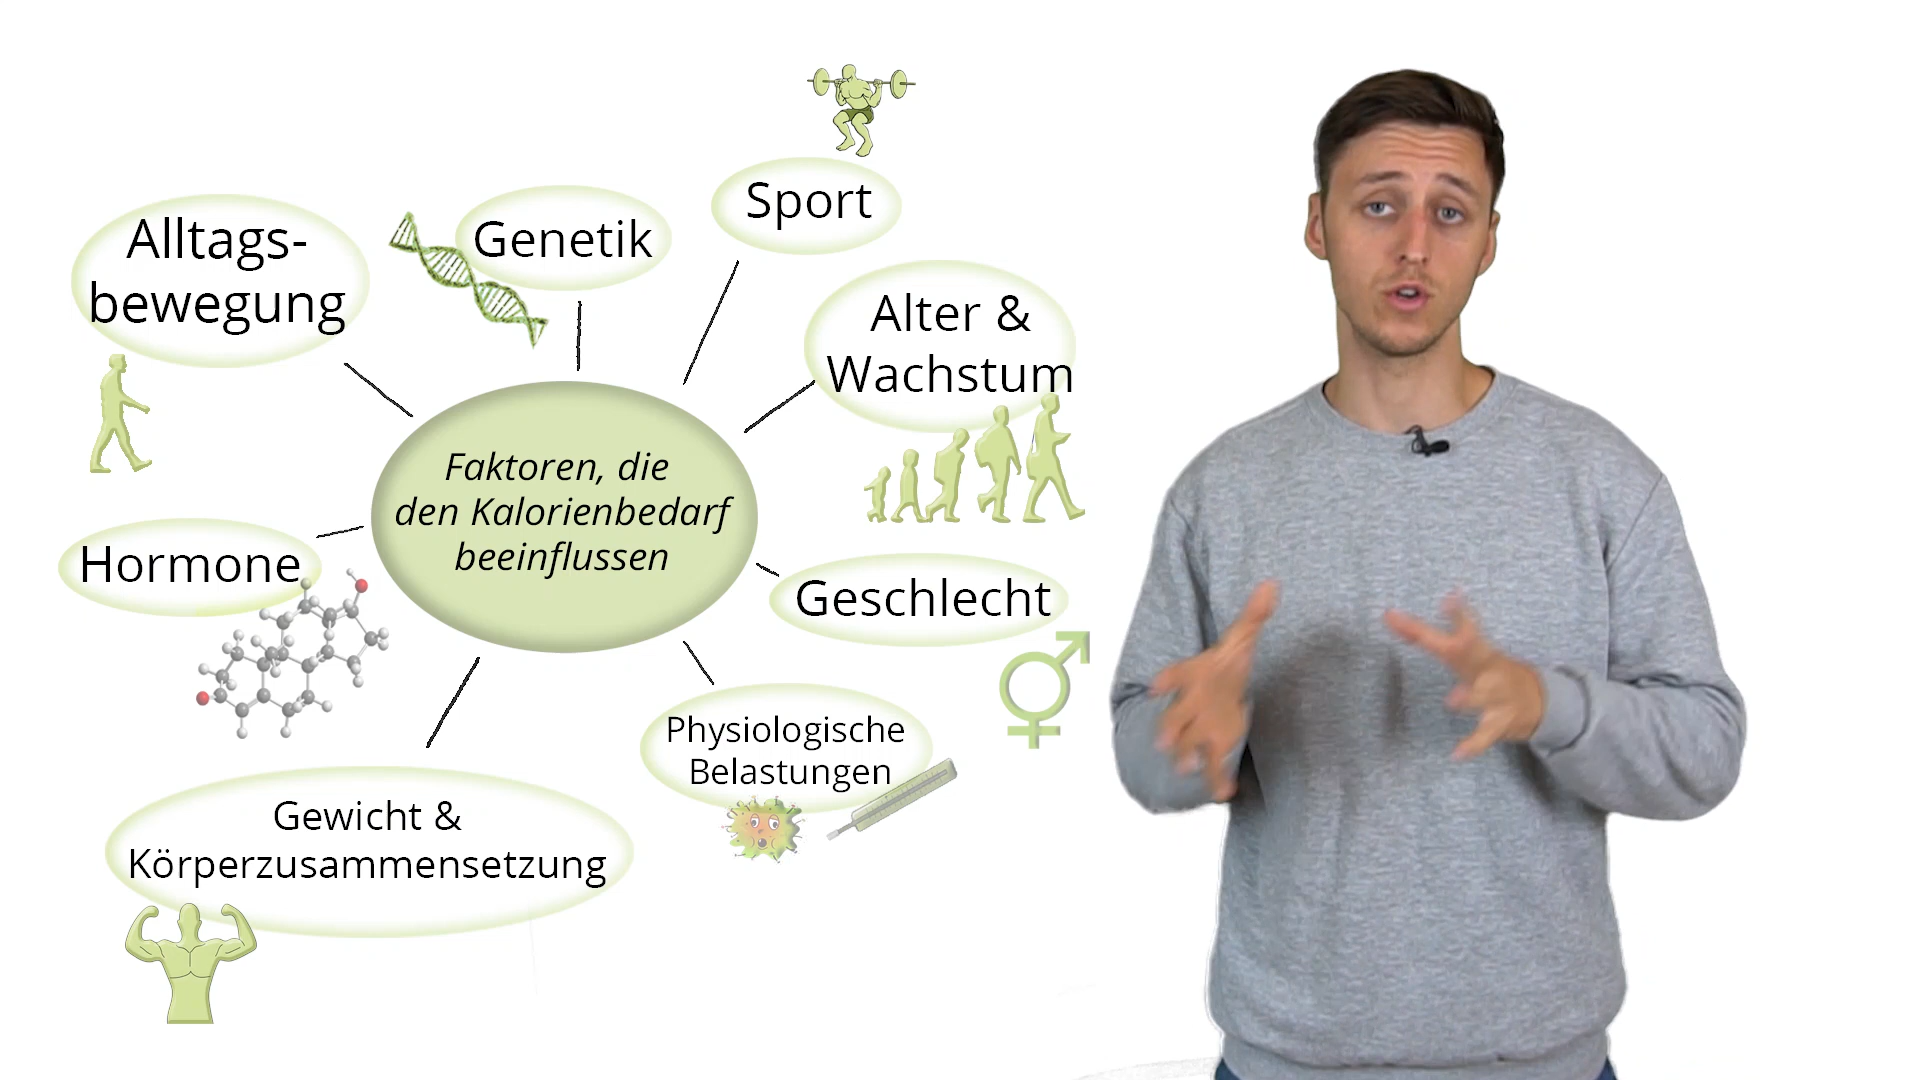 Sport
Genetik
Alltags-
bewegung
Alter &
Wachstum
Faktoren, die
den Kalorienbedarf
beeinflussen
Hormone
Geschlecht
Physiologische
Belastungen
Gewicht &
Körperzusammensetzung